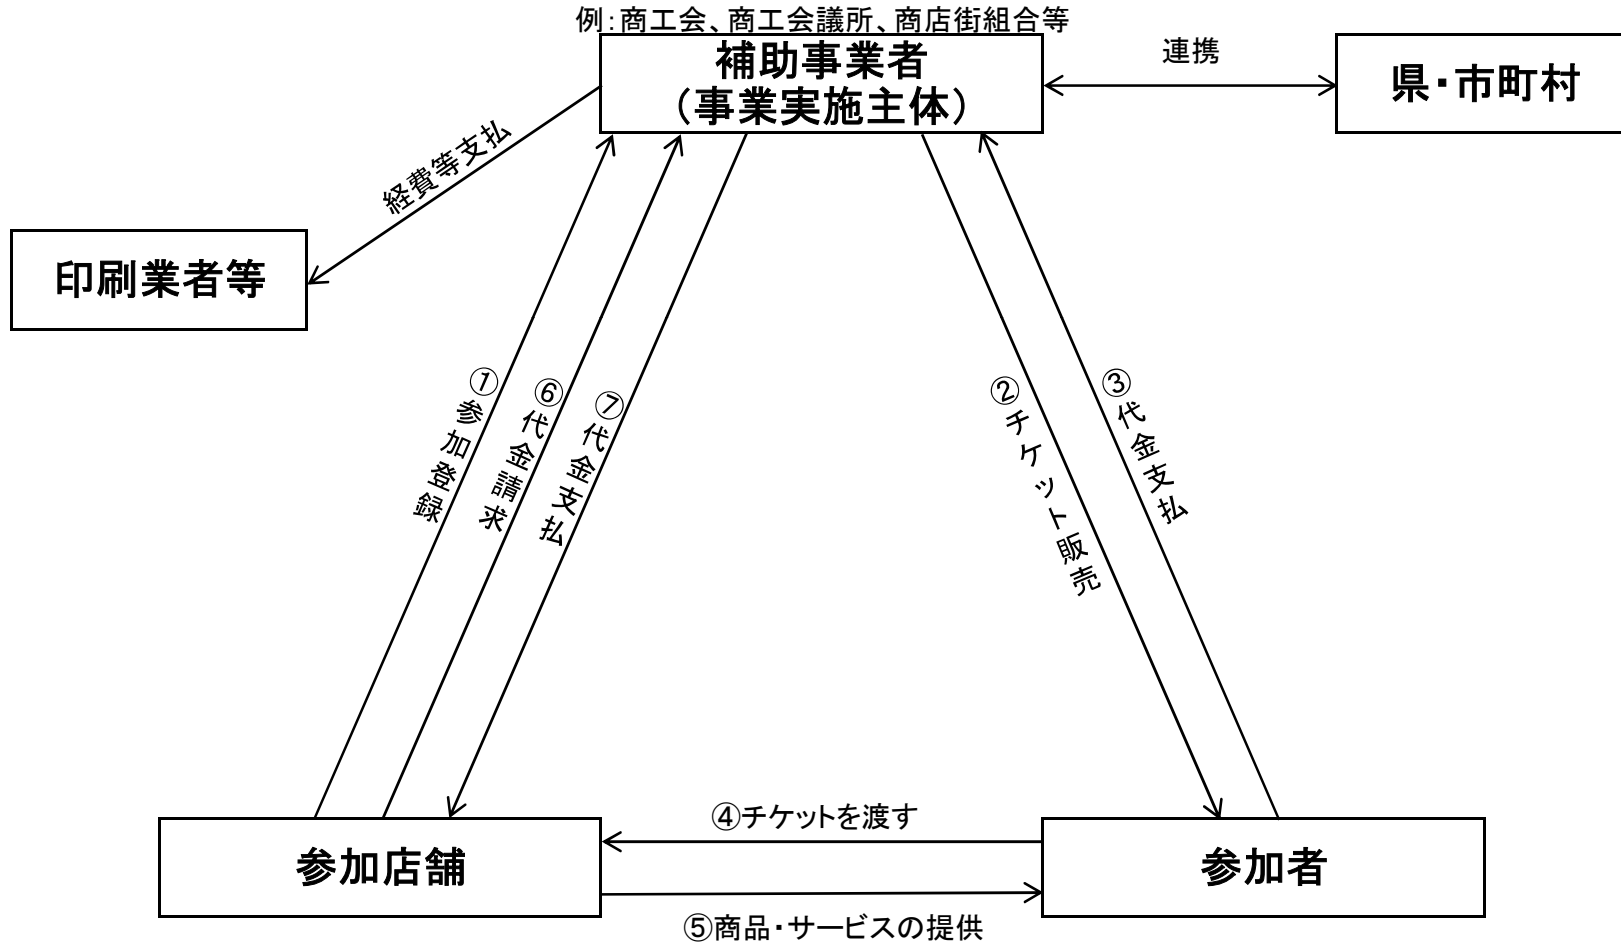 例：商工会、商工会議所、商店街組合等
補助事業者
（事業実施主体）
連携
県・市町村
経費等支払
印刷業者等
①参加登録
⑥代金請求
⑦代金支払
②チケット販売
③代金支払
④チケットを渡す
参加店舗
参加者
⑤商品・サービスの提供